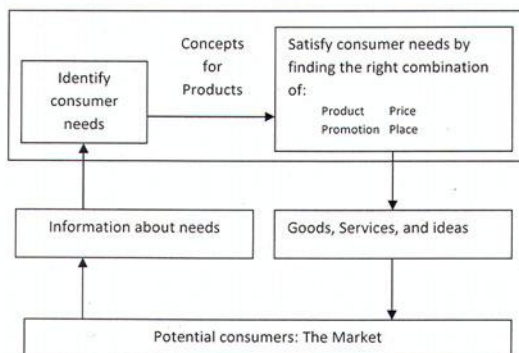 Identify
consumer
needs
Concepts
for
Products
Satisfy consumer needs by
finding the right combination
of:
Product Price
Promotion Place
Information about needs
Goods, Services, and ideas
Potential consumers: The Market